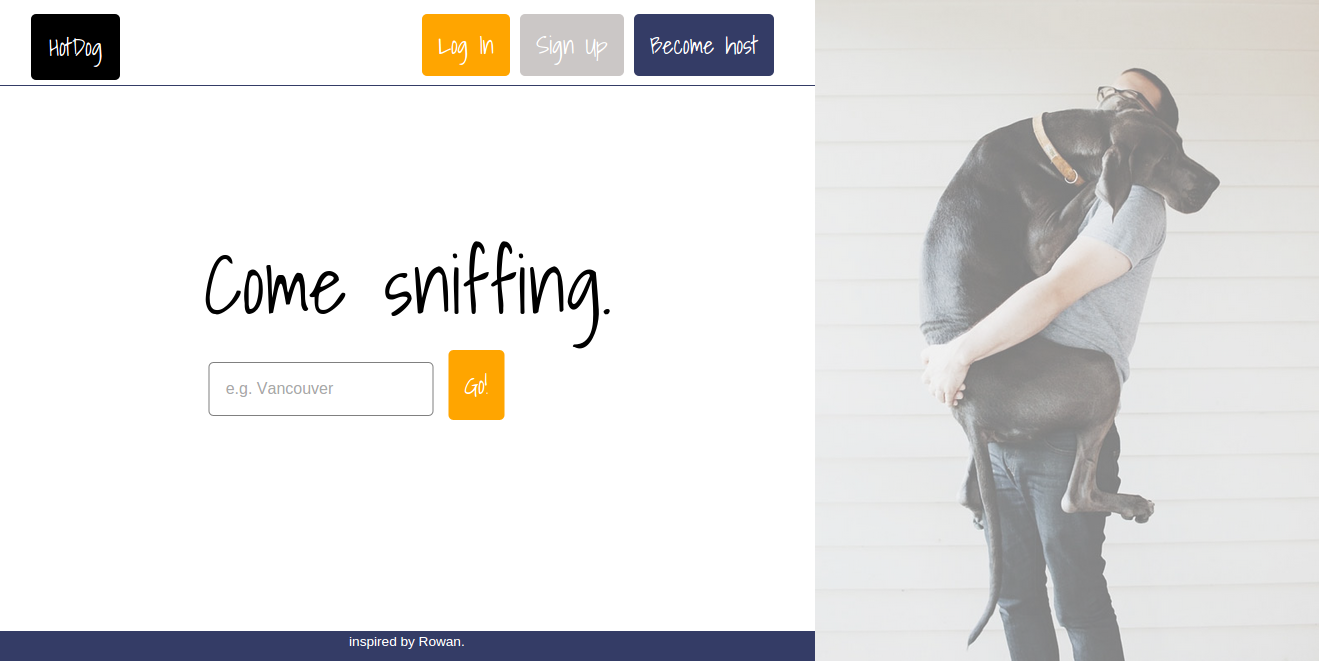 HotDog
Log In
Sign Up
Become host
Come sniffing.
e.g. Vancouver
Go!
inspired by Rowan.